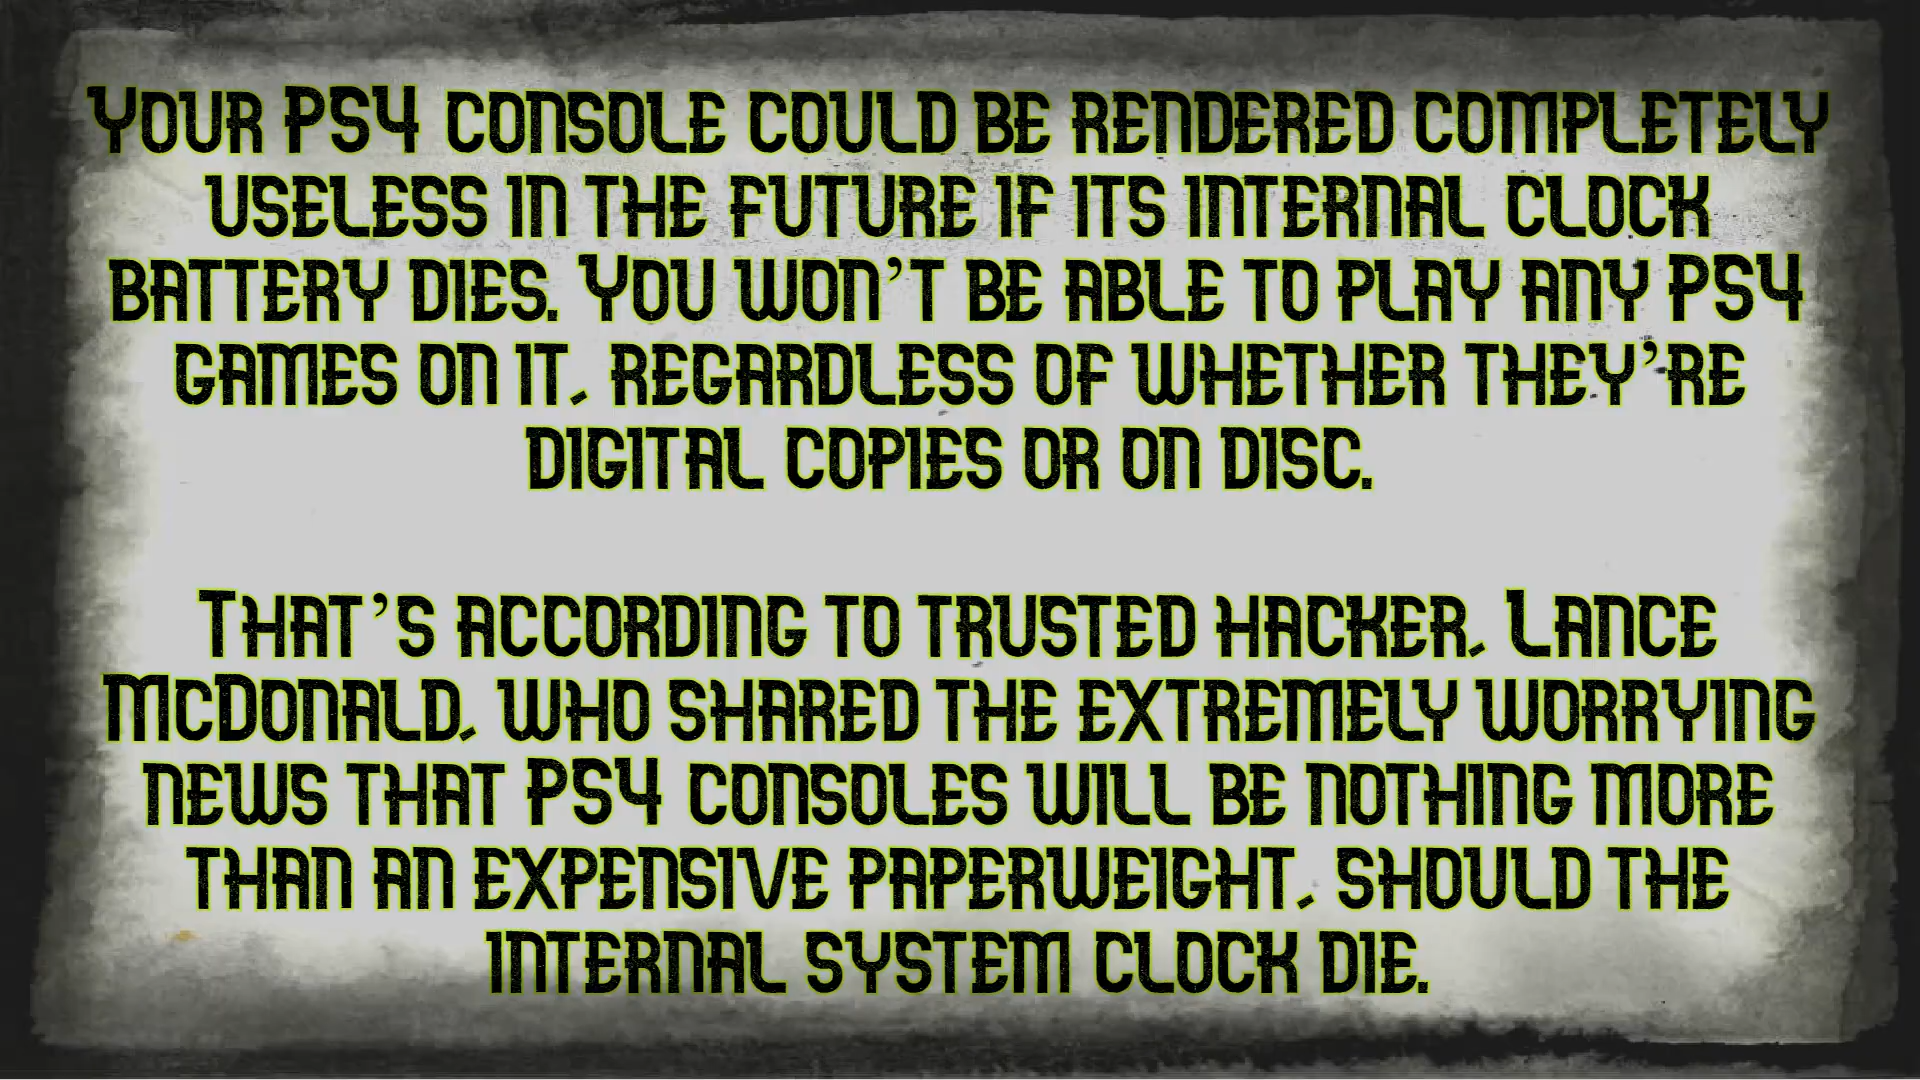 Your PS4 console could be rendered completely
useless in the future if its internal clock
battery dies. You won't be able to play any PS4
games on it, regardless of whether they're
digital copies or on disc.
That's according to trusted hacker, Lance
McDonald, who shared the extremely worrying
news that PS4 consoles will be nothing more
than an expensive paperweight, should the
internal system clock die.